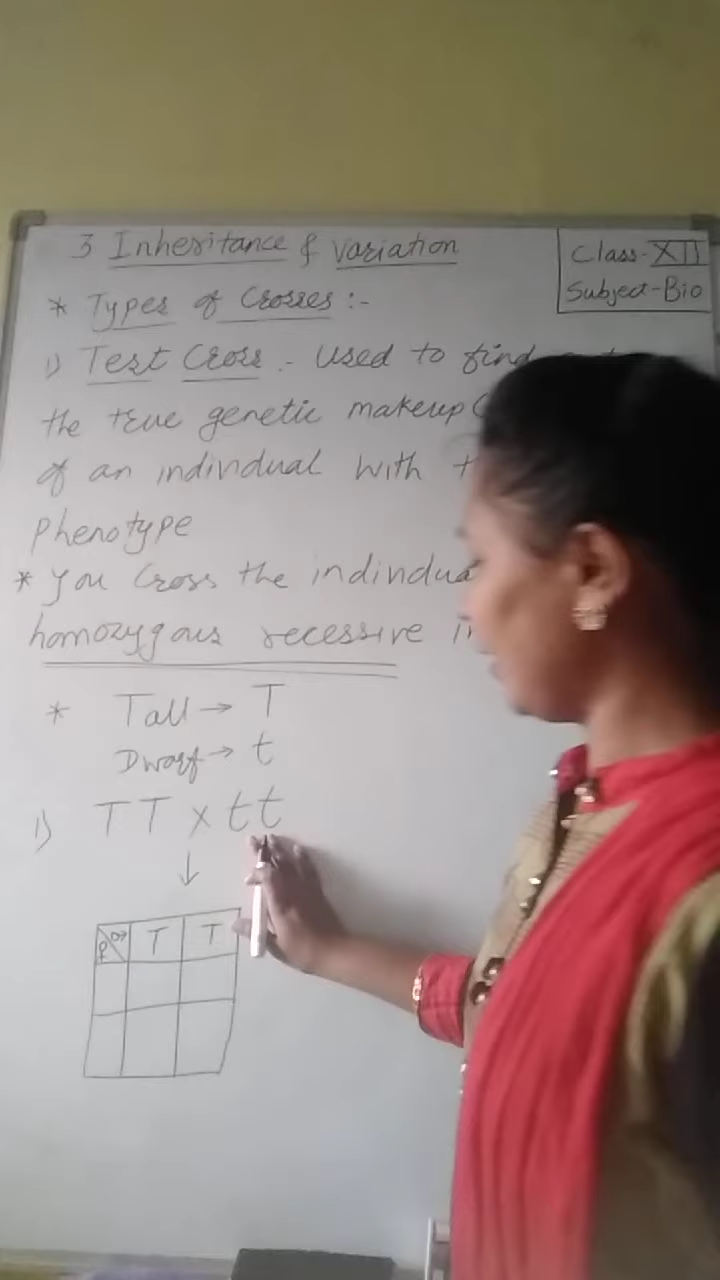 3 Inheritance & variation
Class-XII
Subject-Bio
* Types of Crosses :-
1) Test Cross - Used to find
the true genetic makeup (
of an individual with
Phenotype
* You Cross the individua
homozygous recessive in
* Tall → T
Dwarf → t
1) TT x tt
↓
♀ ♂ T T